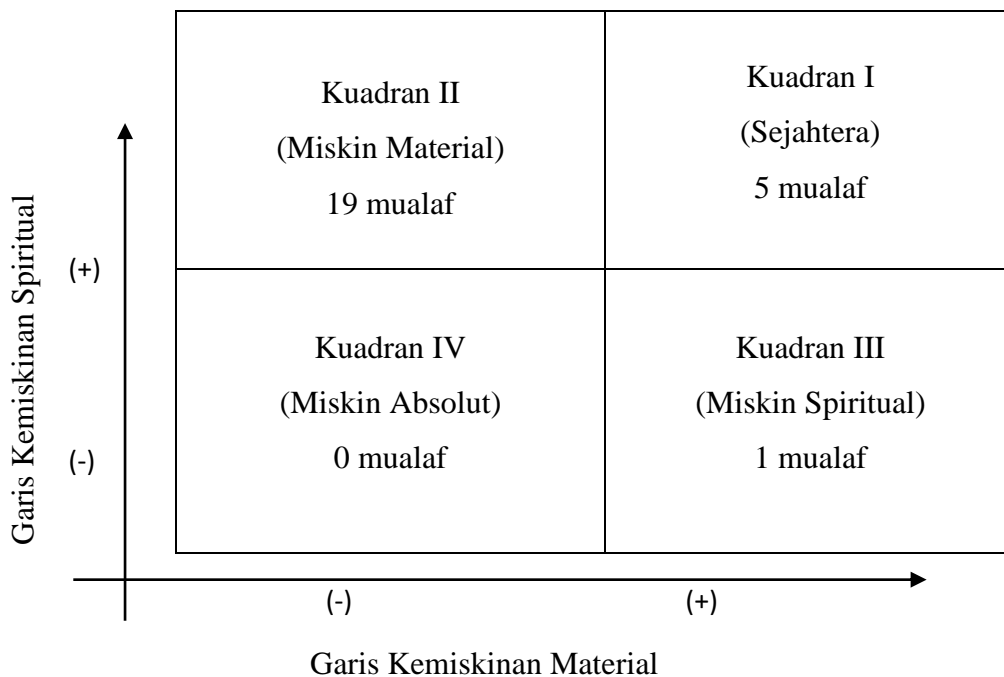 Kuadran II
(Miskin Material)
19 mualaf
Kuadran I
(Sejahtera)
5 mualaf
Kuadran IV
(Miskin Absolut)
0 mualaf
Kuadran III
(Miskin Spiritual)
1 mualaf
Garis Kemiskinan Spiritual
(+)
(-)
(-)
(+)
Garis Kemiskinan Material